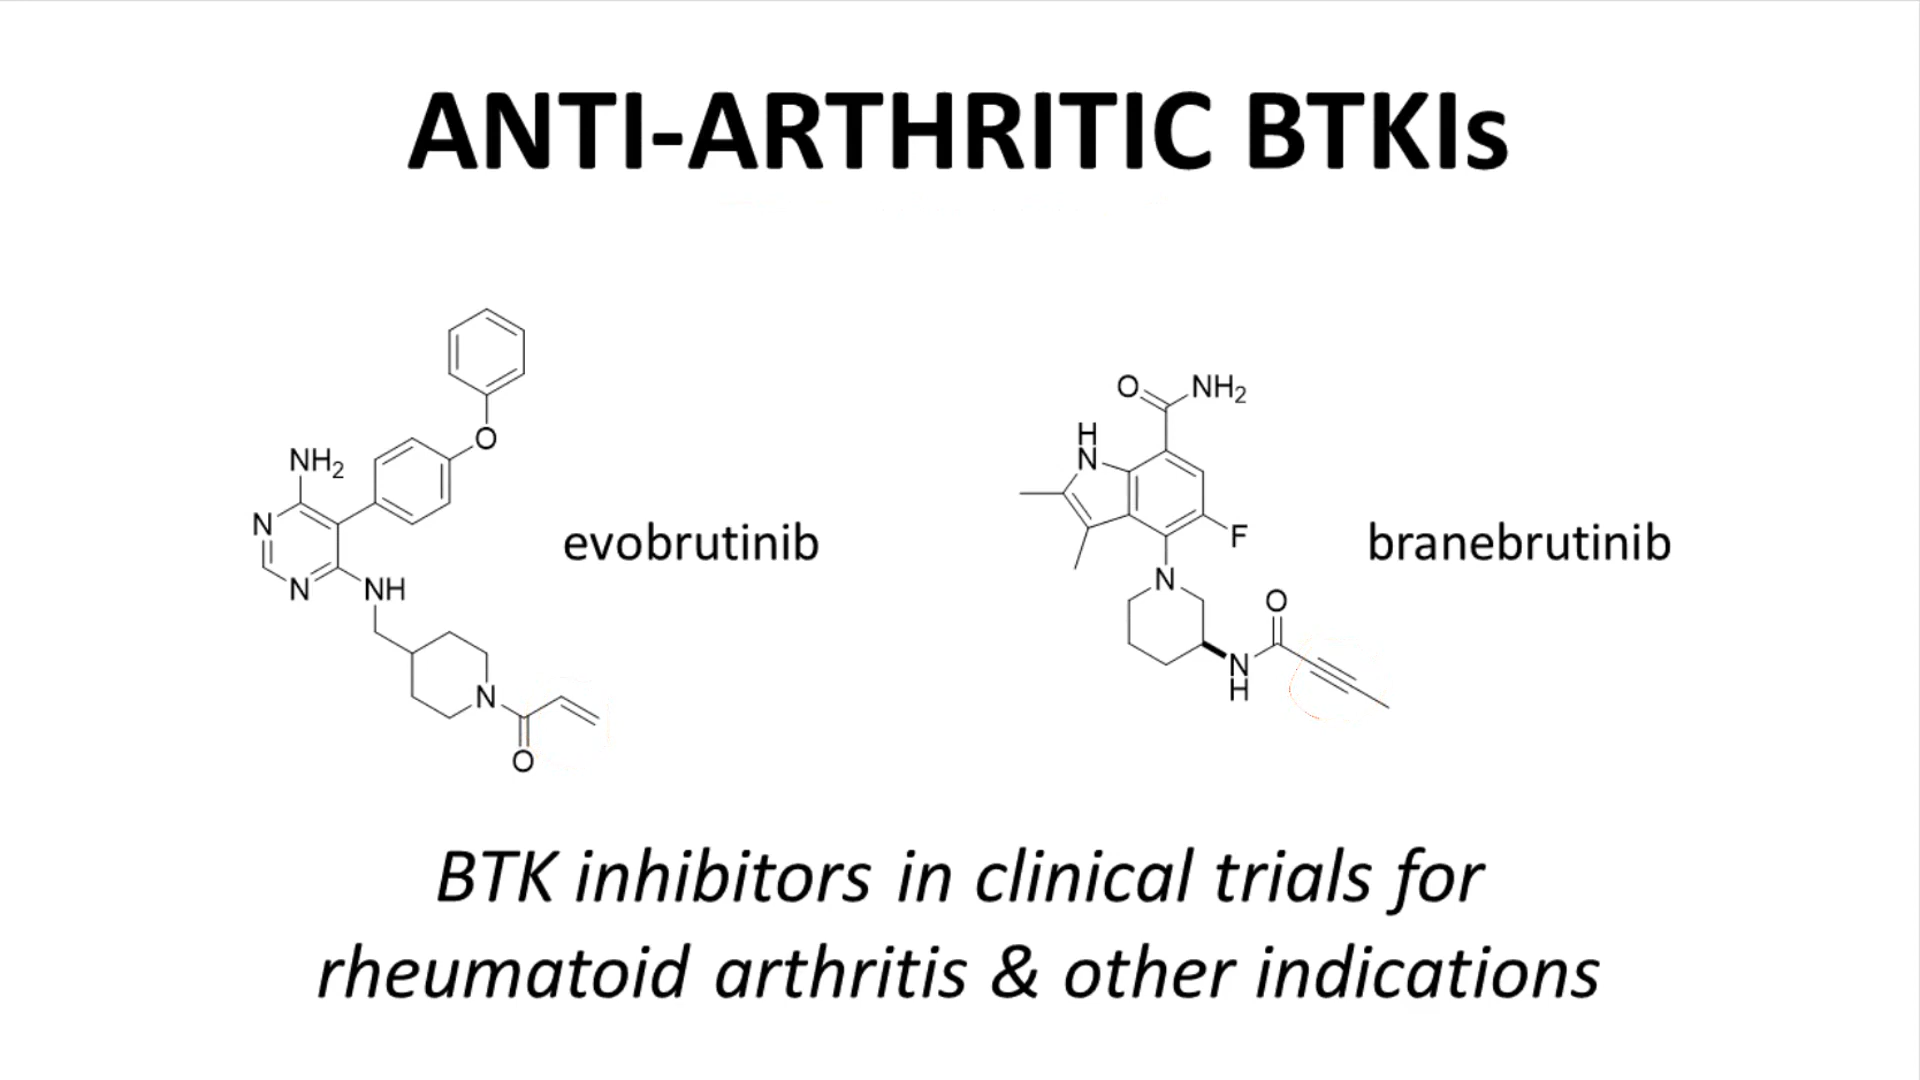 ANTI-ARTHRITIC BTKIs
NH₂
N
N
NH
O
N
O
evobrutinib
O
NH₂
H
N
F
N
O
N
H
branebrutinib
BTK inhibitors in clinical trials for
rheumatoid arthritis & other indications